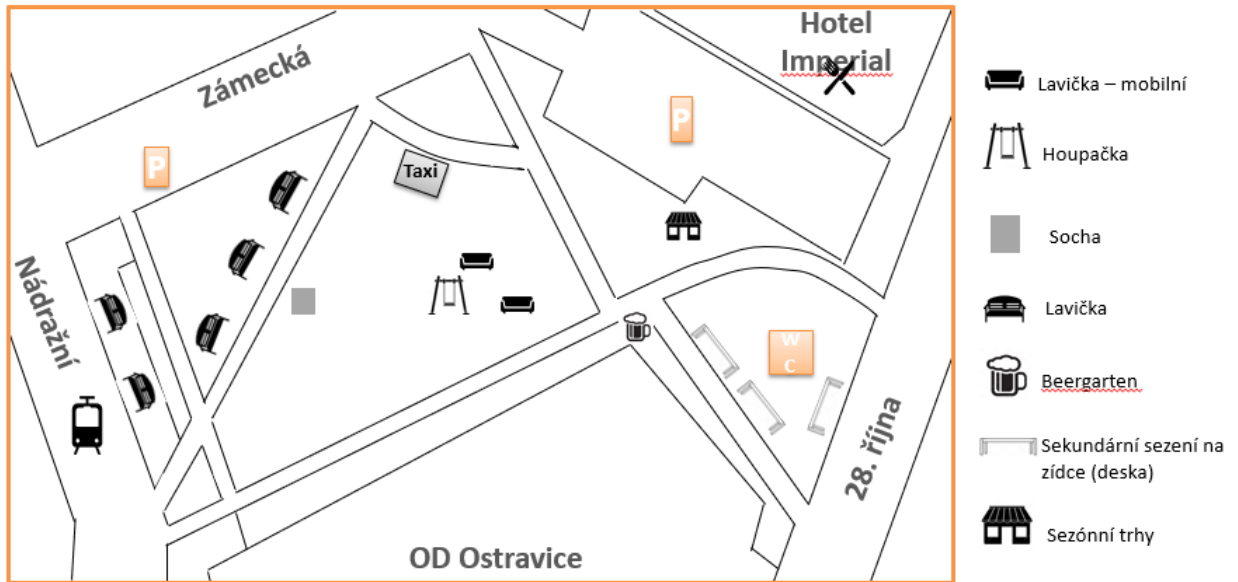 Hotel
Imperial
Zámecká
P
P
Taxi
Nádražní
W
C
28. října
OD Ostravice
Lavička – mobilní
Houpačka
Socha
Lavička
Beergarten
Sekundární sezení na
zídce (deska)
Sezónní trhy